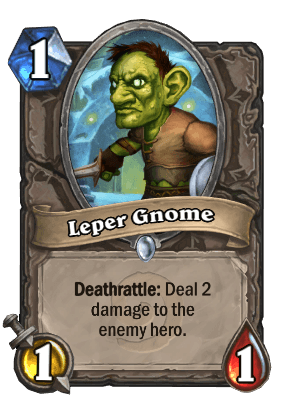 1
Leper Gnome
Deathrattle: Deal 2
damage to the
enemy hero.
1
1